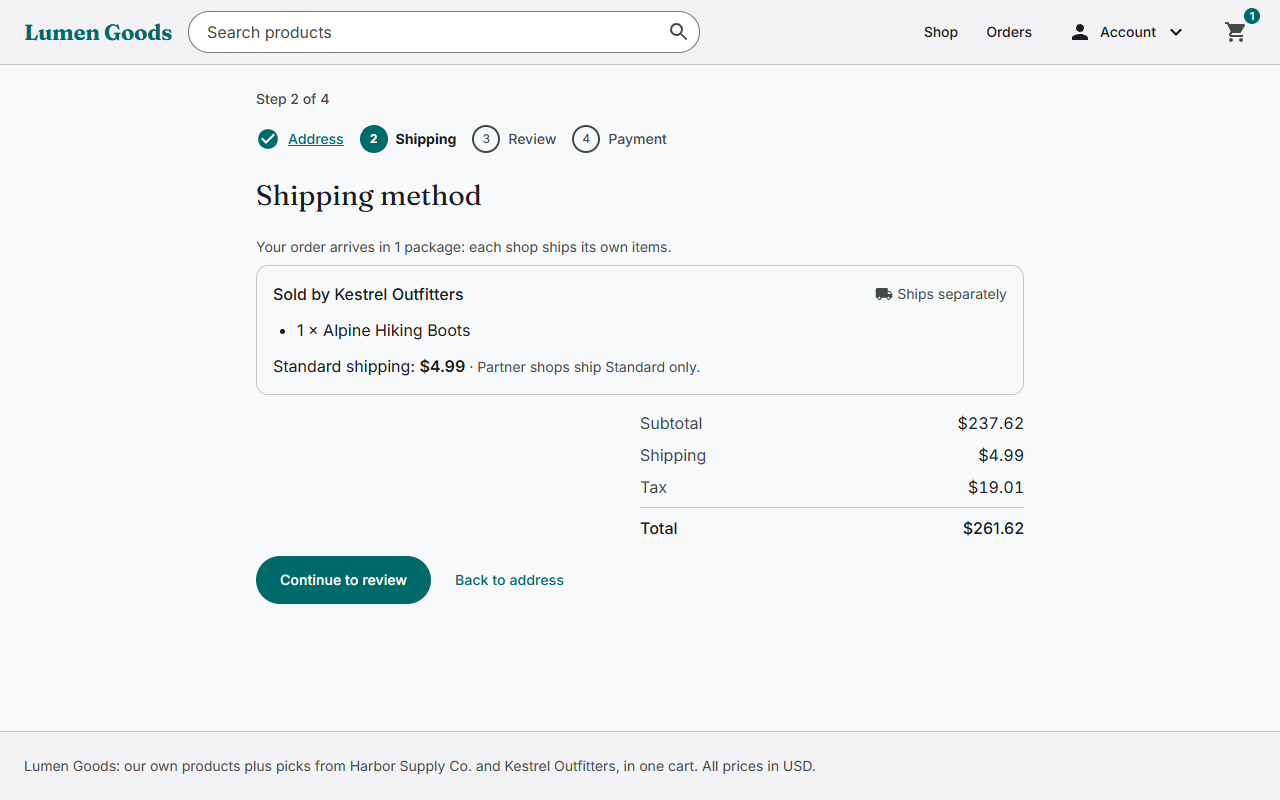 Lumen Goods
Search products
Shop
Orders
Account
1
Step 2 of 4
Address
2 Shipping
3 Review
4 Payment
Shipping method
Your order arrives in 1 package: each shop ships its own items.
Sold by Kestrel Outfitters
Ships separately
• 1 × Alpine Hiking Boots
Standard shipping: $4.99 · Partner shops ship Standard only.
Subtotal $237.62
Shipping $4.99
Tax $19.01
Total $261.62
Continue to review
Back to address
Lumen Goods: our own products plus picks from Harbor Supply Co. and Kestrel Outfitters, in one cart. All prices in USD.